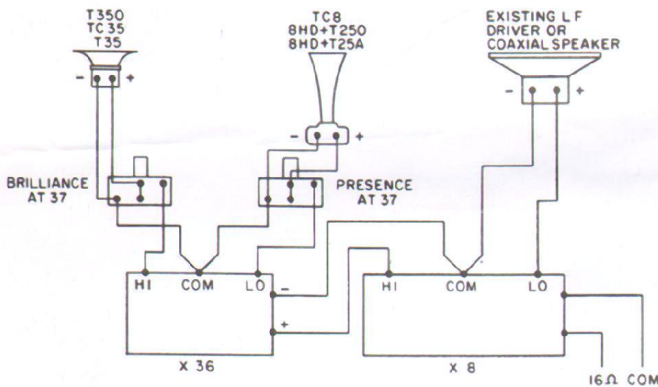 T350
TC35
T35
TC8
8HD+T250
8HD+T25A
EXISTING LF
DRIVER OR
COAXIAL SPEAKER
- +
- +
- +
BRILLIANCE
AT 37
PRESENCE
AT 37
HI COM LO
-
+
X 36
HI COM LO
X 8
16Ω COM